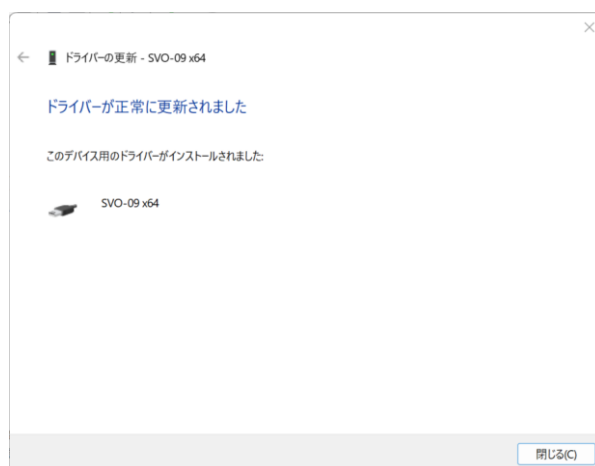 ドライバーの更新 - SVO-09 x64
ドライバーが正常に更新されました
このデバイス用のドライバーがインストールされました:
SVO-09 x64
閉じる(C)